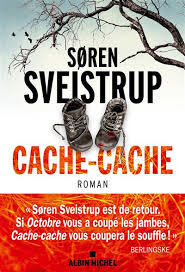 SØREN
SVEISTRUP
CACHE-CACHE
ROMAN
« Søren Sveistrup est de retour.
Si Octobre vous a coupé les jambes,
Cache-cache vous coupera le souffle ! »
BERLINGSKE
ALBIN MICHEL